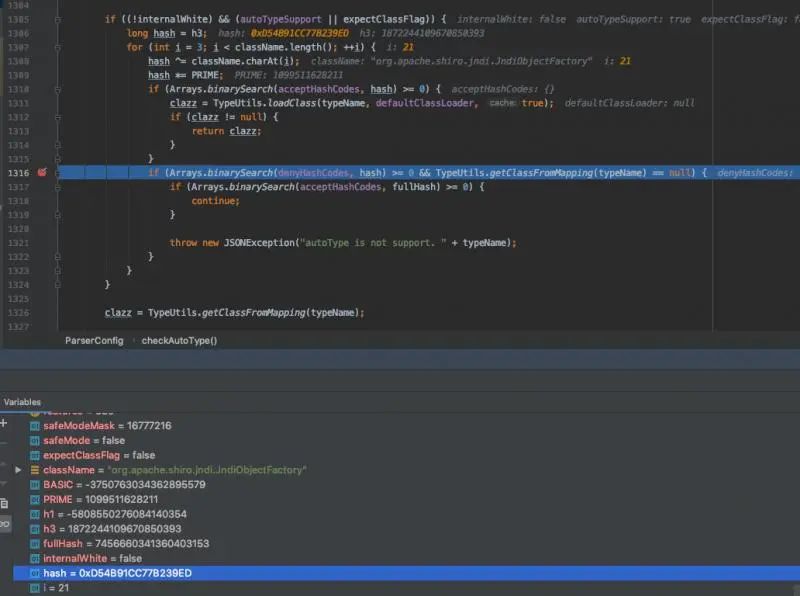 1304
1305 if ((!internalWhite) && (autoTypeSupport || expectClassFlag)) { internalWhite: false autoTypeSupport: true expectClassFlag: fa
1306 long hash = h3; hash: 0xD54B91CC77B239ED h3: 1872244109670850393
1307 for (int i = 3; i < className.length(); ++i) { i: 21
1308 hash ^= className.charAt(i); className: "org.apache.shiro.jndi.JndiObjectFactory" i: 21
1309 hash *= PRIME; PRIME: 1099511628211
1310 if (Arrays.binarySearch(acceptHashCodes, hash) >= 0) { acceptHashCodes: {}
1311 clazz = TypeUtils.loadClass(typeName, defaultClassLoader, cache: true); defaultClassLoader: null
1312 if (clazz != null) {
1313 return clazz;
1314 }
1315 }
1316 if (Arrays.binarySearch(denyHashCodes, hash) >= 0 && TypeUtils.getClassFromMapping(typeName) == null) { denyHashCodes:
1317 if (Arrays.binarySearch(acceptHashCodes, fullHash) >= 0) {
1318 continue;
1319 }
1320
1321 throw new JSONException("autoType is not support. " + typeName);
1322 }
1323 }
1324 }
1325
1326 clazz = TypeUtils.getClassFromMapping(typeName);
1327
ParserConfig › checkAutoType()
Variables
safeModeMask = 16777216
safeMode = false
expectClassFlag = false
className = "org.apache.shiro.jndi.JndiObjectFactory"
BASIC = -3750763034362895579
PRIME = 1099511628211
h1 = -5808550276084140354
h3 = 1872244109670850393
fullHash = 7456660341360403153
internalWhite = false
hash = 0xD54B91CC77B239ED
i = 21